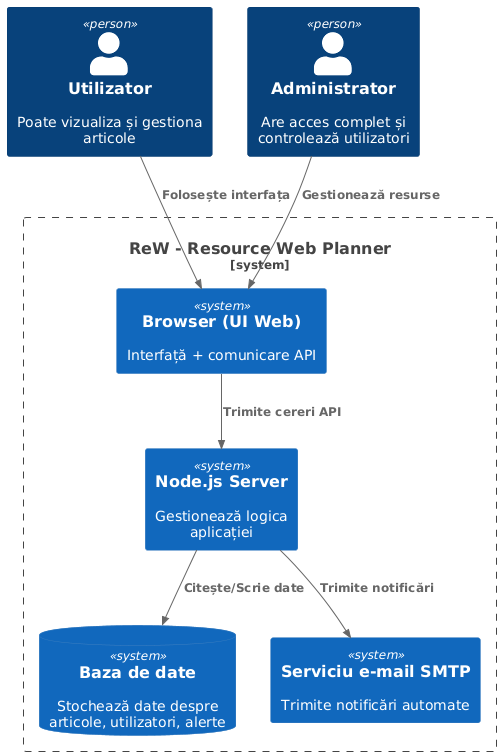 «person»
Utilizator
Poate vizualiza și gestiona
articole
«person»
Administrator
Are acces complet și
controlează utilizatori
Folosește interfața
Gestionează resurse
ReW - Resource Web Planner
[system]
«system»
Browser (UI Web)
Interfață + comunicare API
Trimite cereri API
«system»
Node.js Server
Gestionează logica
aplicației
Citește/Scrie date
Trimite notificări
«system»
Baza de date
Stochează date despre
articole, utilizatori, alerte
«system»
Serviciu e-mail SMTP
Trimite notificări automate